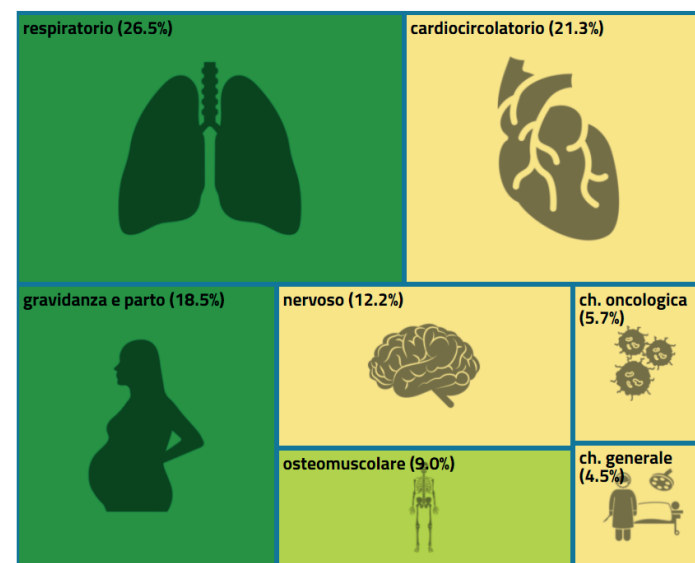 respiratorio (26.5%)
cardiocircolatorio (21.3%)
gravidanza e parto (18.5%)
nervoso (12.2%)
ch. oncologica
(5.7%)
osteomuscolare (9.0%)
ch. generale
(4.5%)